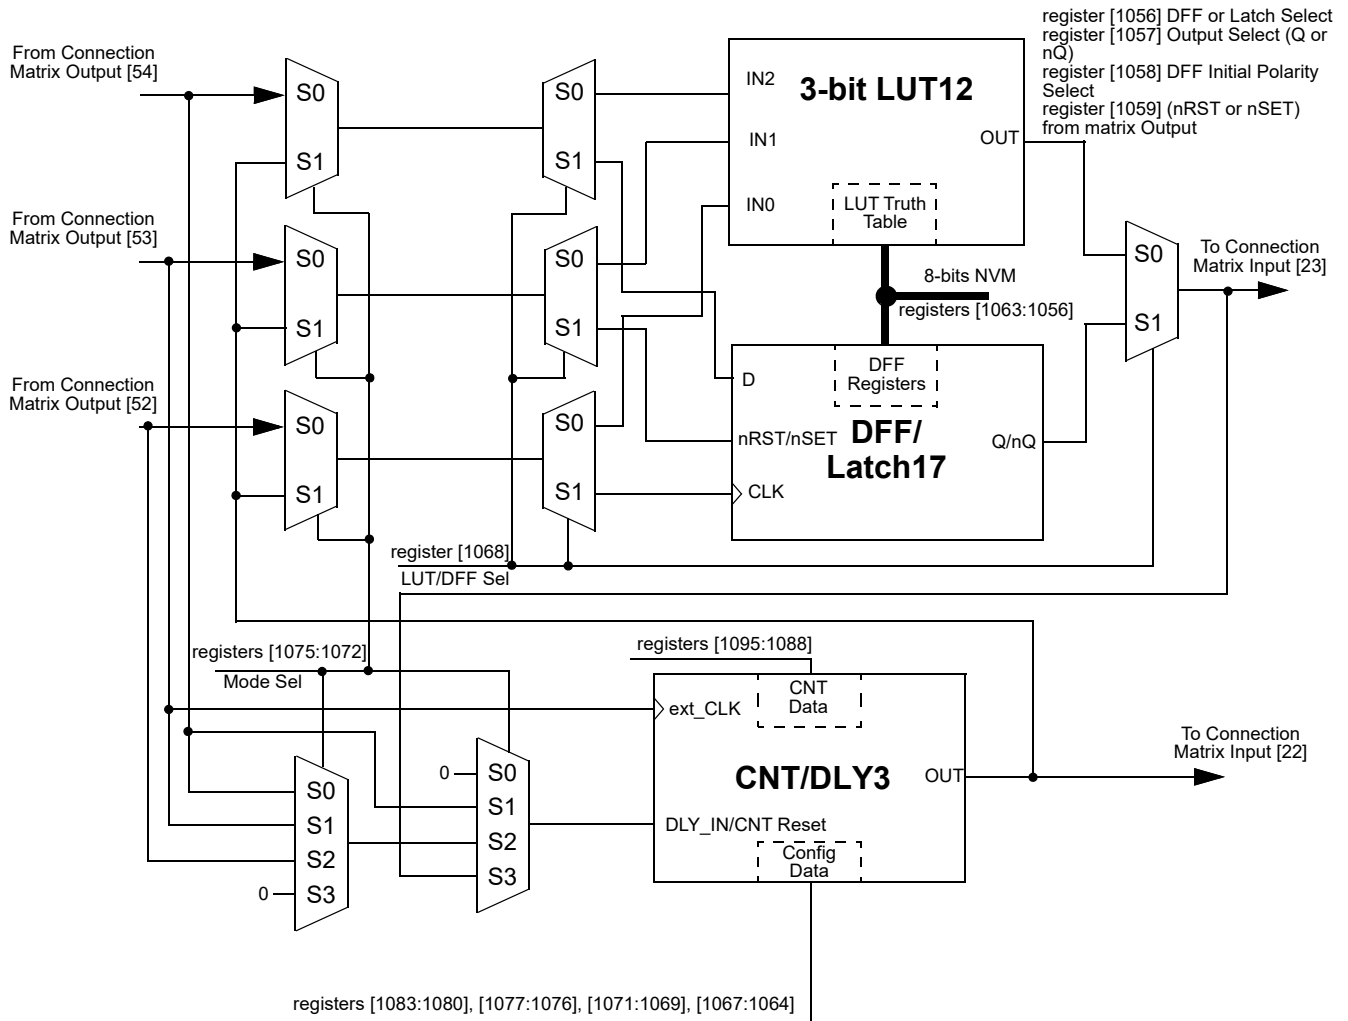 register [1056] DFF or Latch Select
register [1057] Output Select (Q or
nQ)
register [1058] DFF Initial Polarity
Select
register [1059] (nRST or nSET)
from matrix Output
From Connection
Matrix Output [54]
S0
S1
S0
S1
IN2
3-bit LUT12
IN1
OUT
IN0
LUT Truth
Table
From Connection
Matrix Output [53]
S0
S1
S0
S1
8-bits NVM
registers [1063:1056]
S0
S1
To Connection
Matrix Input [23]
From Connection
Matrix Output [52]
S0
S1
S0
S1
D
DFF
Registers
nRST/nSET
DFF/
Latch17
Q/nQ
CLK
register [1068]
LUT/DFF Sel
registers [1075:1072]
Mode Sel
registers [1095:1088]
CNT
Data
ext_CLK
CNT/DLY3
OUT
To Connection
Matrix Input [22]
DLY_IN/CNT Reset
Config
Data
S0
S1
S2
0
S3
0
S0
S1
S2
S3
registers [1083:1080], [1077:1076], [1071:1069], [1067:1064]